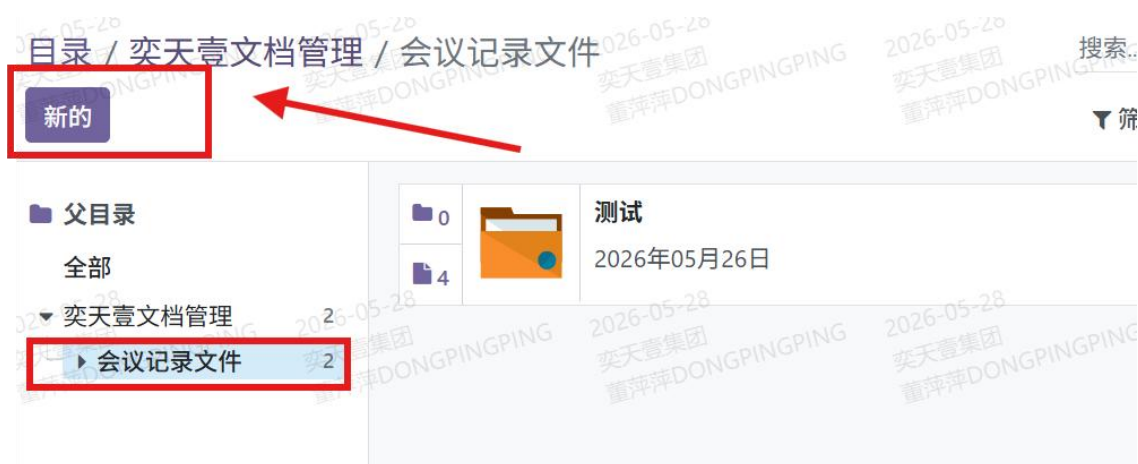 目录 / 奕天壹文档管理 / 会议记录文件
搜索...
新的
筛
父目录
全部
奕天壹文档管理 2
会议记录文件 2
0
4
测试
2026年05月26日
2026-05-28
奕天壹集团
董萍萍DONGPINGPING